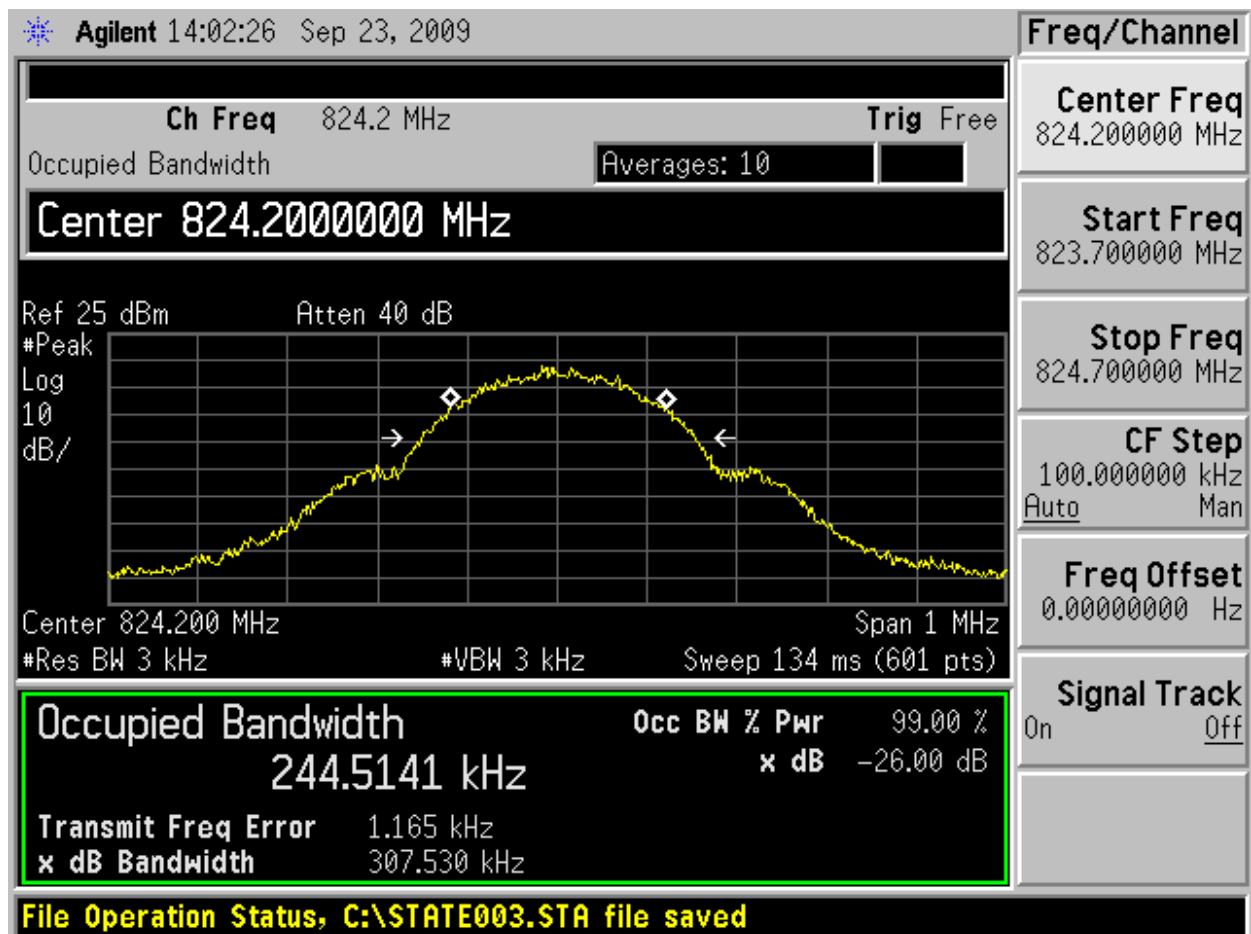 Agilent 14:02:26 Sep 23, 2009
Freq/Channel
Ch Freq 824.2 MHz Trig Free
Occupied Bandwidth Averages: 10
Center 824.2000000 MHz
Ref 25 dBm Atten 40 dB
#Peak
Log
10
dB/
Center 824.200 MHz Span 1 MHz
#Res BW 3 kHz #VBW 3 kHz Sweep 134 ms (601 pts)
Occupied Bandwidth
244.5141 kHz
Occ BW % Pwr 99.00 %
x dB -26.00 dB
Transmit Freq Error 1.165 kHz
x dB Bandwidth 307.530 kHz
File Operation Status, C:\STATE003.STA file saved
Center Freq
824.200000 MHz
Start Freq
823.700000 MHz
Stop Freq
824.700000 MHz
CF Step
100.000000 kHz
Auto Man
Freq Offset
0.00000000 Hz
Signal Track
On Off